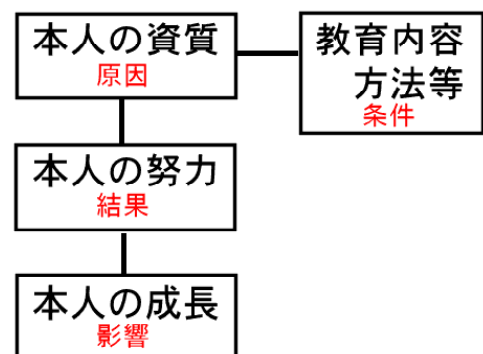 本人の資質
原因
教育内容
方法等
条件
本人の努力
結果
本人の成長
影響